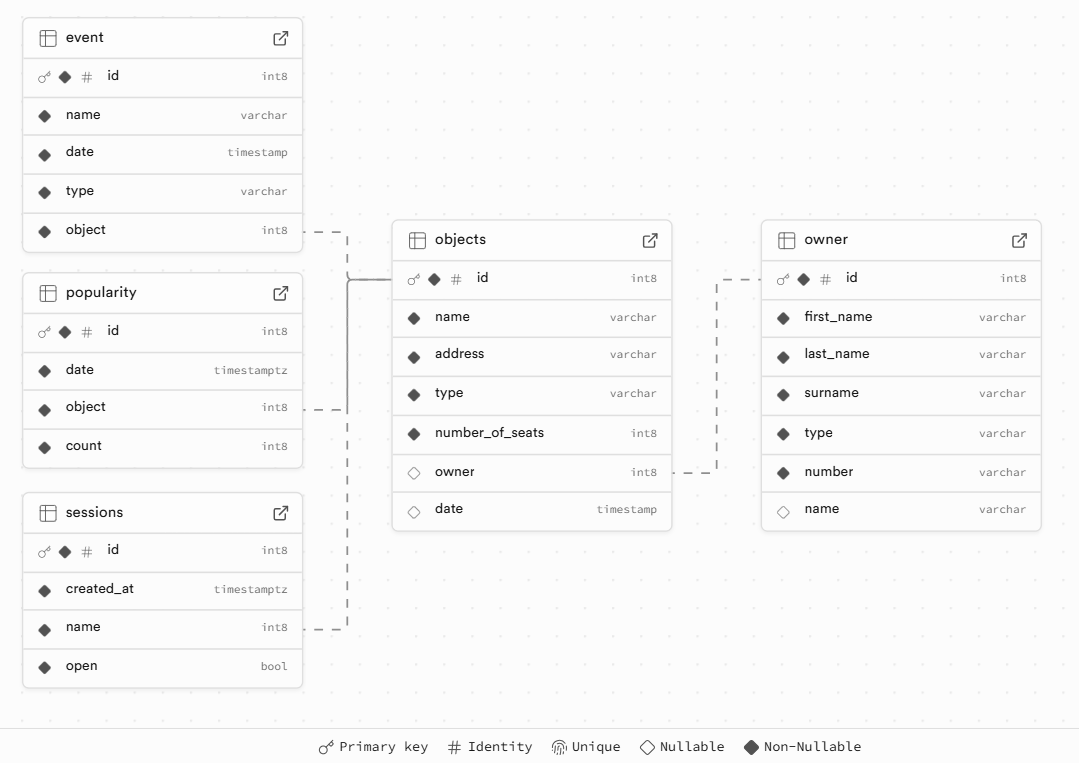 event
# id int8
name varchar
date timestamp
type varchar
object int8
popularity
# id int8
date timestamptz
object int8
count int8
sessions
# id int8
created_at timestamptz
name int8
open bool
objects
# id int8
name varchar
address varchar
type varchar
number_of_seats int8
owner int8
date timestamp
owner
# id int8
first_name varchar
last_name varchar
surname varchar
type varchar
number varchar
name varchar
Primary key # Identity Unique Nullable Non-Nullable